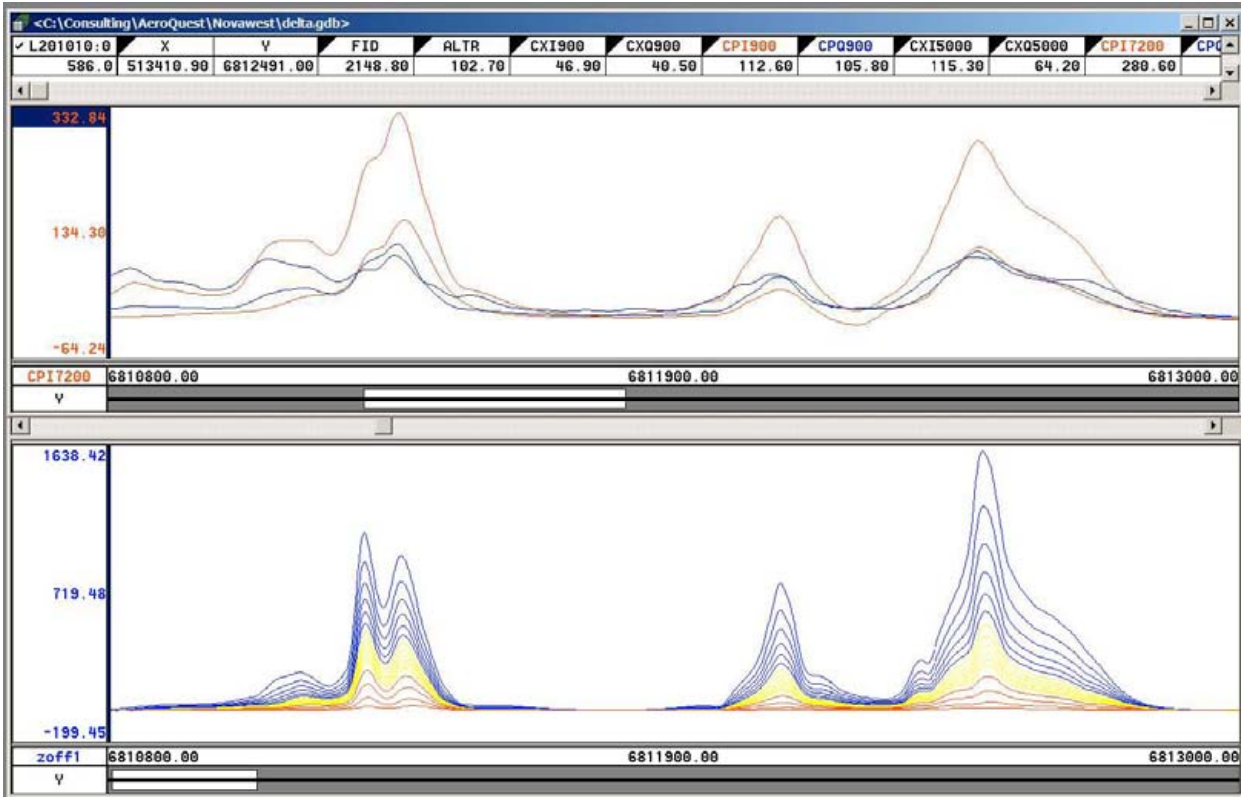 <C:\Consulting\AeroQuest\Novawest\delta.gdb>
L201010:0 X Y FID ALTR CXI900 CXQ900 CPI900 CPQ900 CXI5000 CXQ5000 CPI7200 CPQ
586.0 513410.90 6812491.00 2148.80 102.70 46.90 40.50 112.60 105.80 115.30 64.20 280.60
332.84
134.30
-64.24
CPI7200 6810800.00 6811900.00 6813000.00
Y
1638.42
719.48
-199.45
zoff1 6810800.00 6811900.00 6813000.00
Y